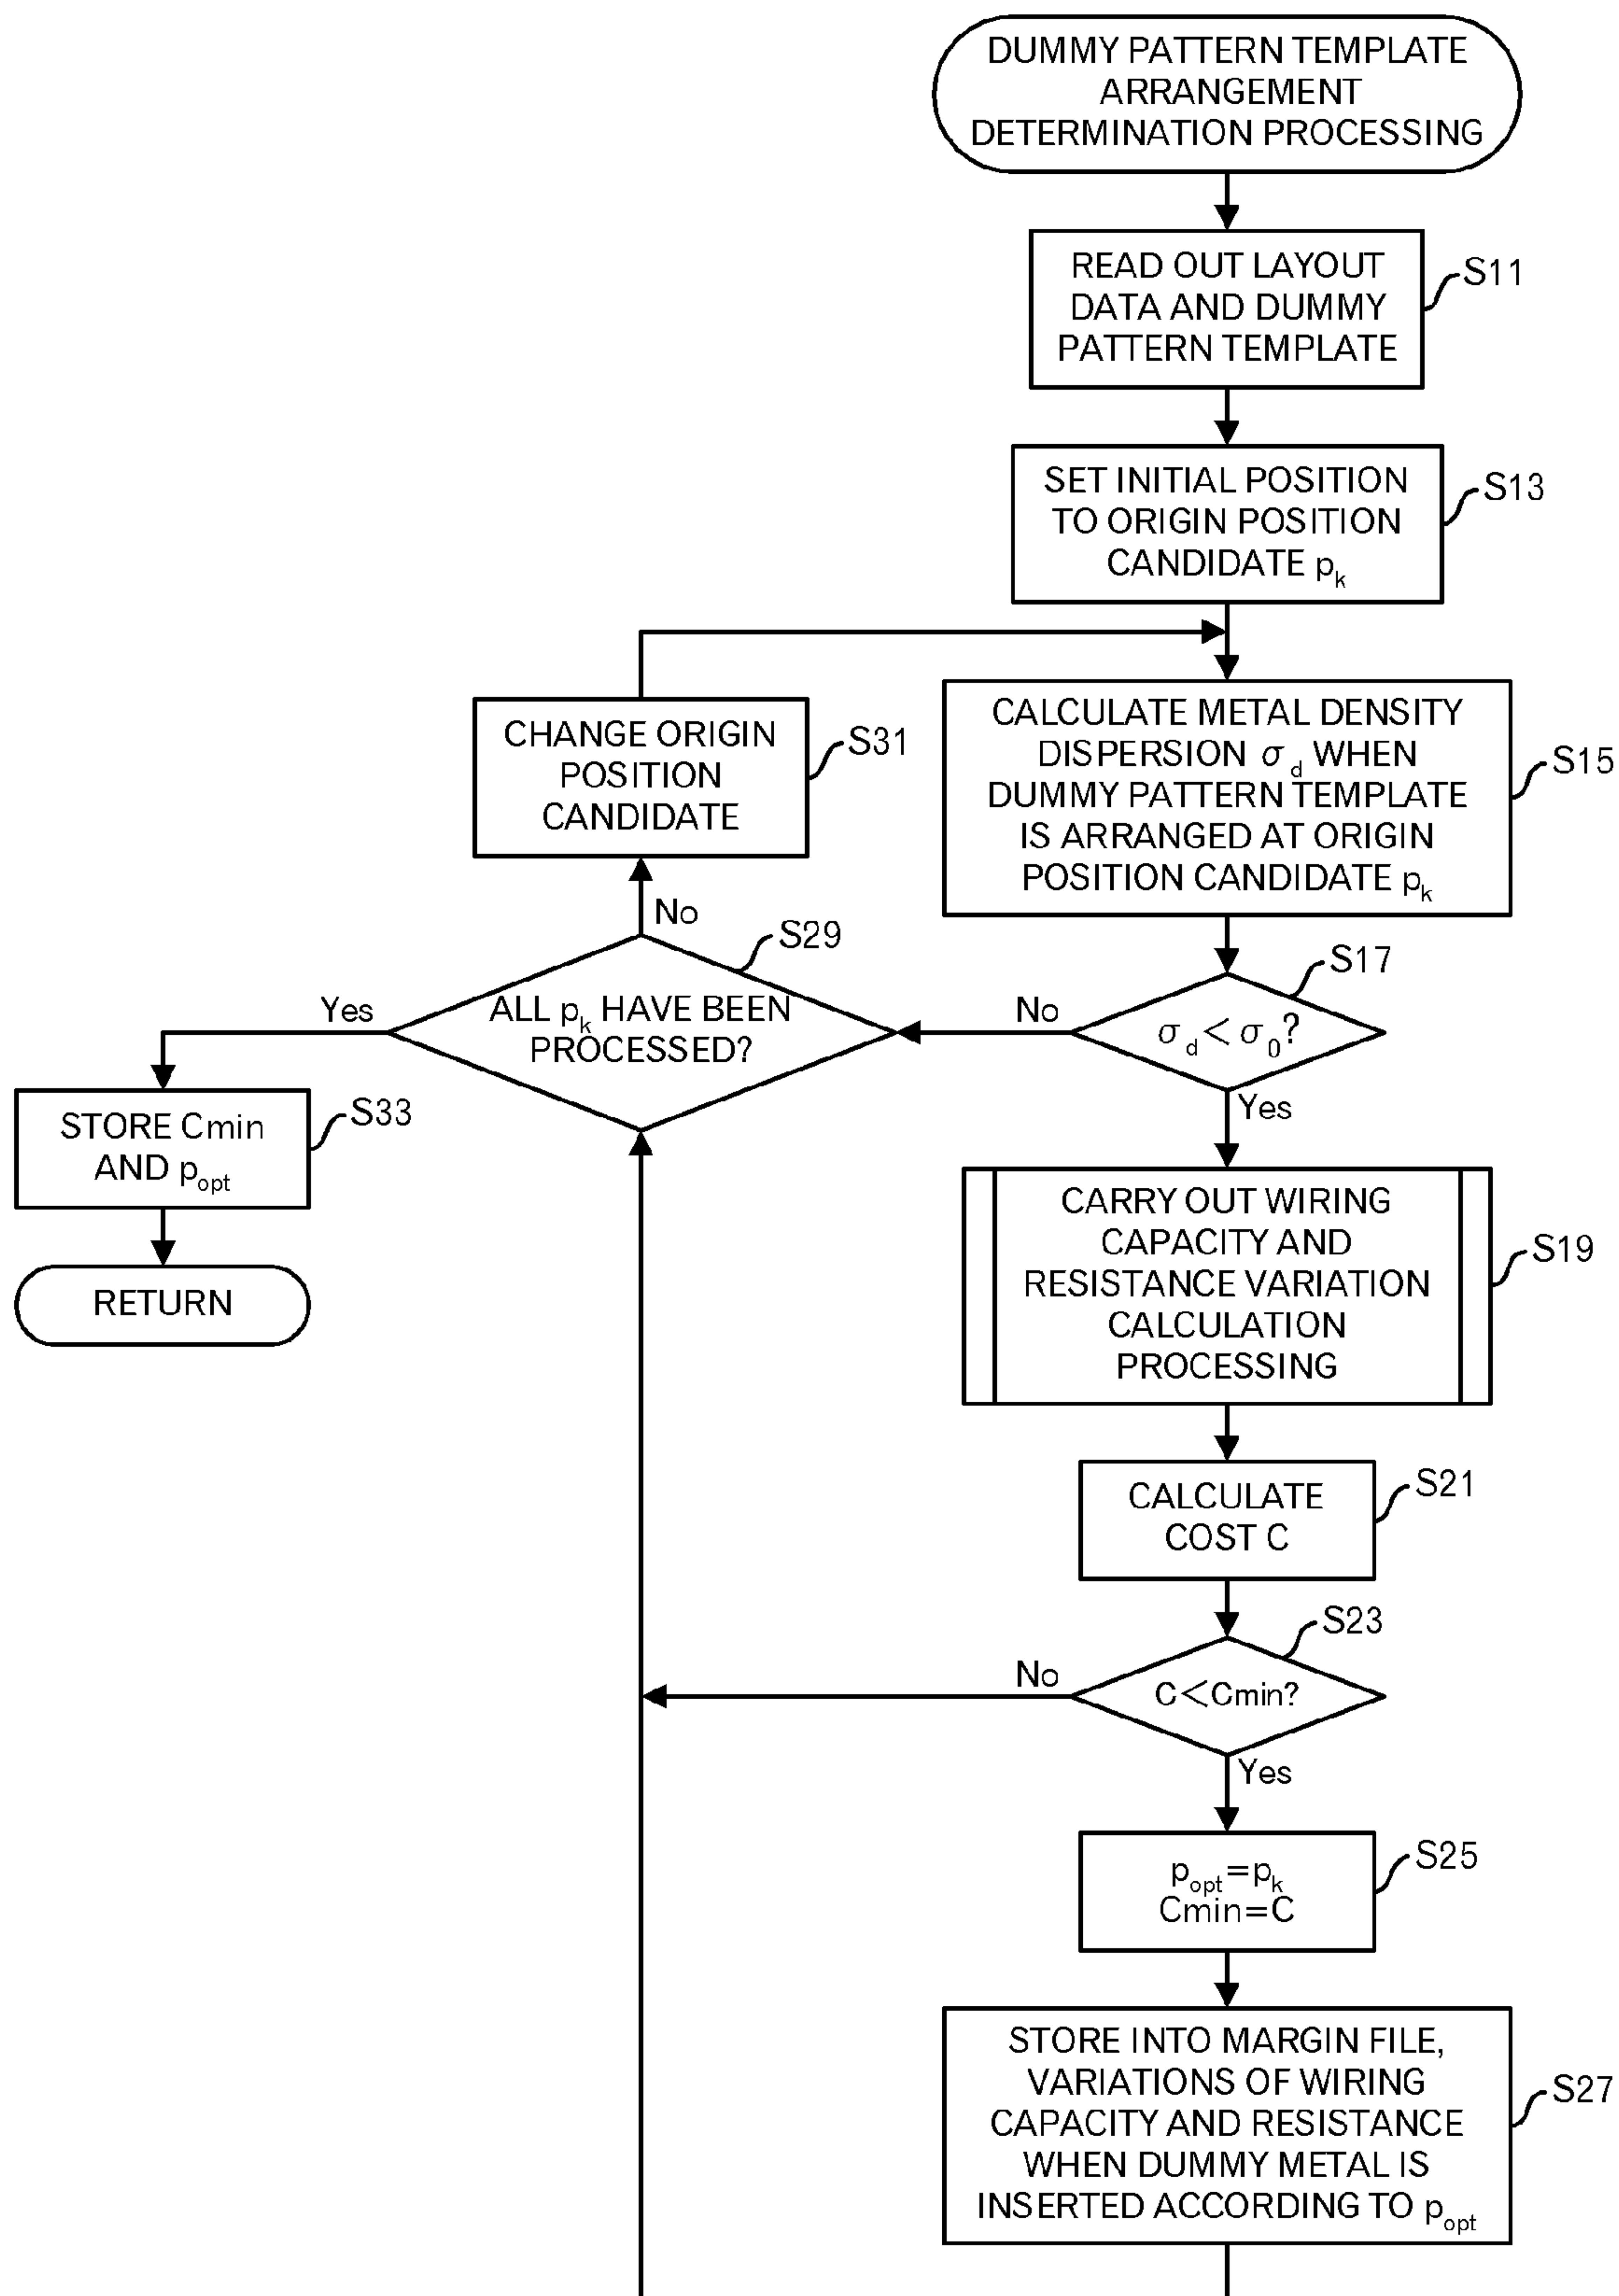 DUMMY PATTERN TEMPLATE
ARRANGEMENT
DETERMINATION PROCESSING
READ OUT LAYOUT
DATA AND DUMMY
PATTERN TEMPLATE
S11
SET INITIAL POSITION
TO ORIGIN POSITION
CANDIDATE pk
S13
CALCULATE METAL DENSITY
DISPERSION σd WHEN
DUMMY PATTERN TEMPLATE
IS ARRANGED AT ORIGIN
POSITION CANDIDATE pk
S15
CHANGE ORIGIN
POSITION
CANDIDATE
S31
No
S29
ALL pk HAVE BEEN
PROCESSED?
Yes
No
S17
σd<σ0?
Yes
STORE Cmin
AND popt
S33
RETURN
CARRY OUT WIRING
CAPACITY AND
RESISTANCE VARIATION
CALCULATION
PROCESSING
S19
CALCULATE
COST C
S21
S23
C<Cmin?
No
Yes
popt=pk
Cmin=C
S25
STORE INTO MARGIN FILE,
VARIATIONS OF WIRING
CAPACITY AND RESISTANCE
WHEN DUMMY METAL IS
INSERTED ACCORDING TO popt
S27